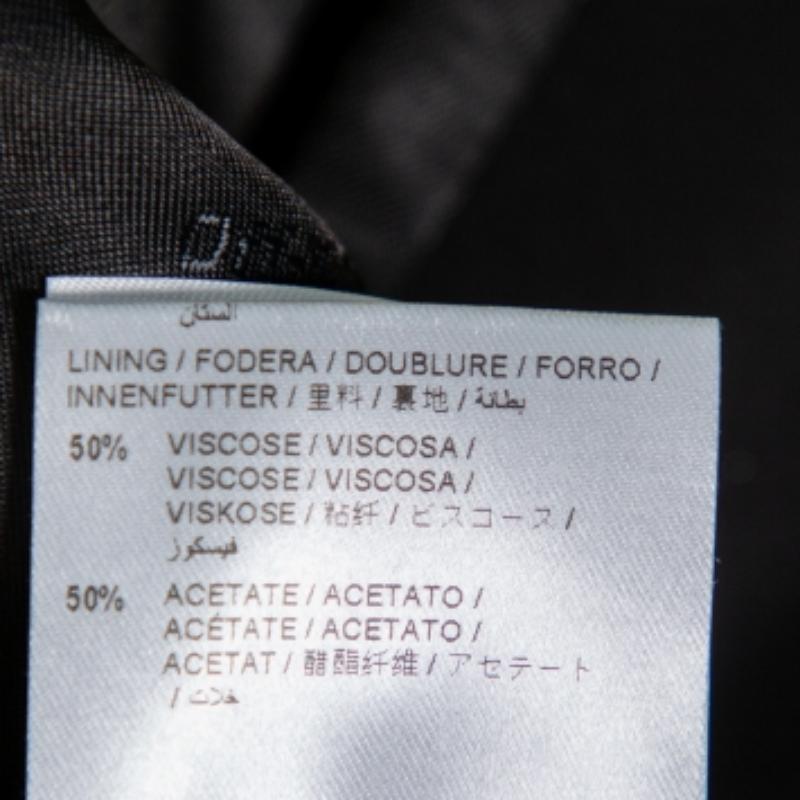 LINING / FODERA / DOUBLURE / FORRO /
INNENFUTTER / 里料 / 裏地 / بطانة
50% VISCOSE / VISCOSA /
VISCOSE / VISCOSA /
VISKOSE / 粘纤 / ビスコース /
فيسكوز
50% ACETATE / ACETATO /
ACÉTATE / ACETATO /
ACETAT / 醋酯纤维 / アセテート
/ خلات